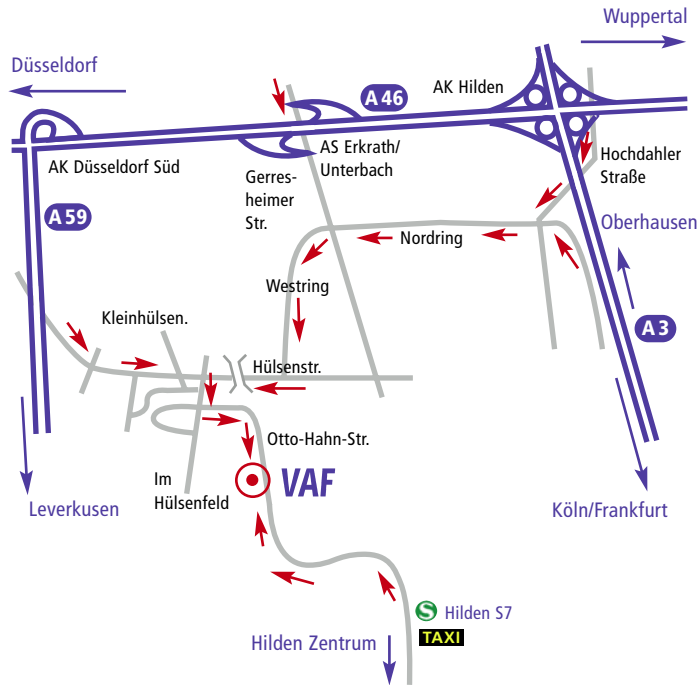 Wuppertal
Düsseldorf
AK Hilden
A 46
AS Erkrath/
Unterbach
AK Düsseldorf Süd
Gerres-
heimer
Str.
Hochdahler
Straße
A 59
Oberhausen
Nordring
Westring
Kleinhülsen.
A 3
Hülsenstr.
Otto-Hahn-Str.
Im
Hülsenfeld
VAF
Leverkusen
Köln/Frankfurt
S Hilden S7
TAXI
Hilden Zentrum